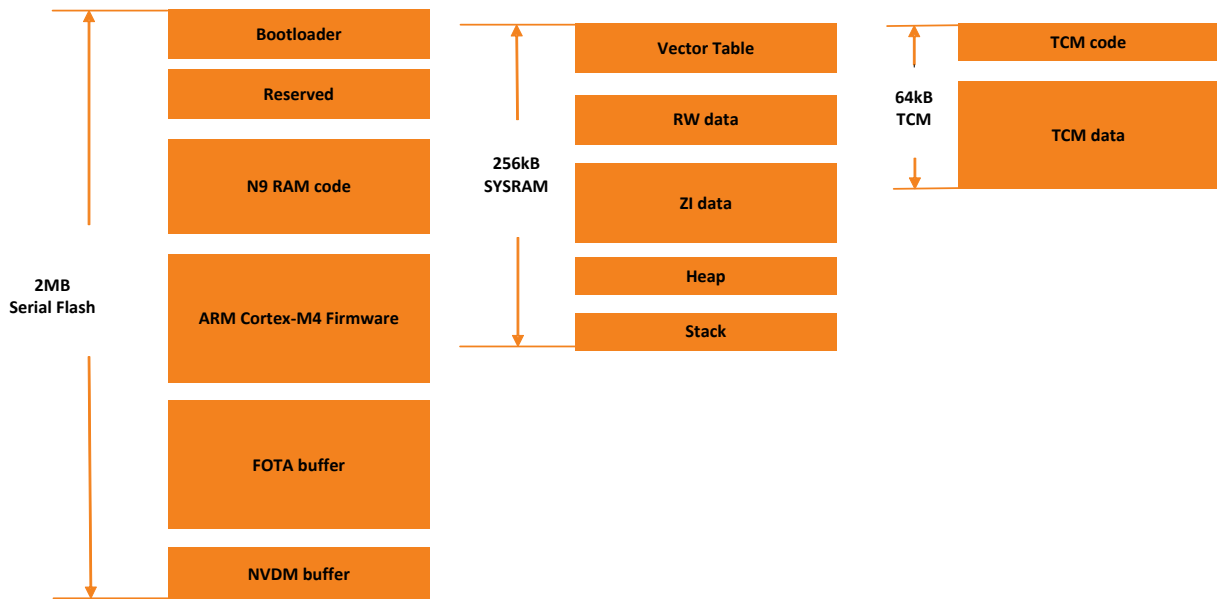 2MB
Serial Flash
Bootloader
Reserved
N9 RAM code
ARM Cortex-M4 Firmware
FOTA buffer
NVDM buffer
256kB
SYSRAM
Vector Table
RW data
ZI data
Heap
Stack
64kB
TCM
TCM code
TCM data